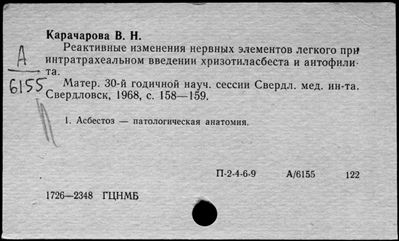 Карачарова В. Н.
Реактивные изменения нервных элементов легкого при
интратрахеальном введении хризотиласбеста и антофили-
та.
А
6155
Матер. 30-й годичной науч. сессии Свердл. мед. ин-та.
Свердловск, 1968, с. 158—159.
1. Асбестоз — патологическая анатомия.
П-2-4-6-9 А/6155 122
1726—2348 ГЦНМБ